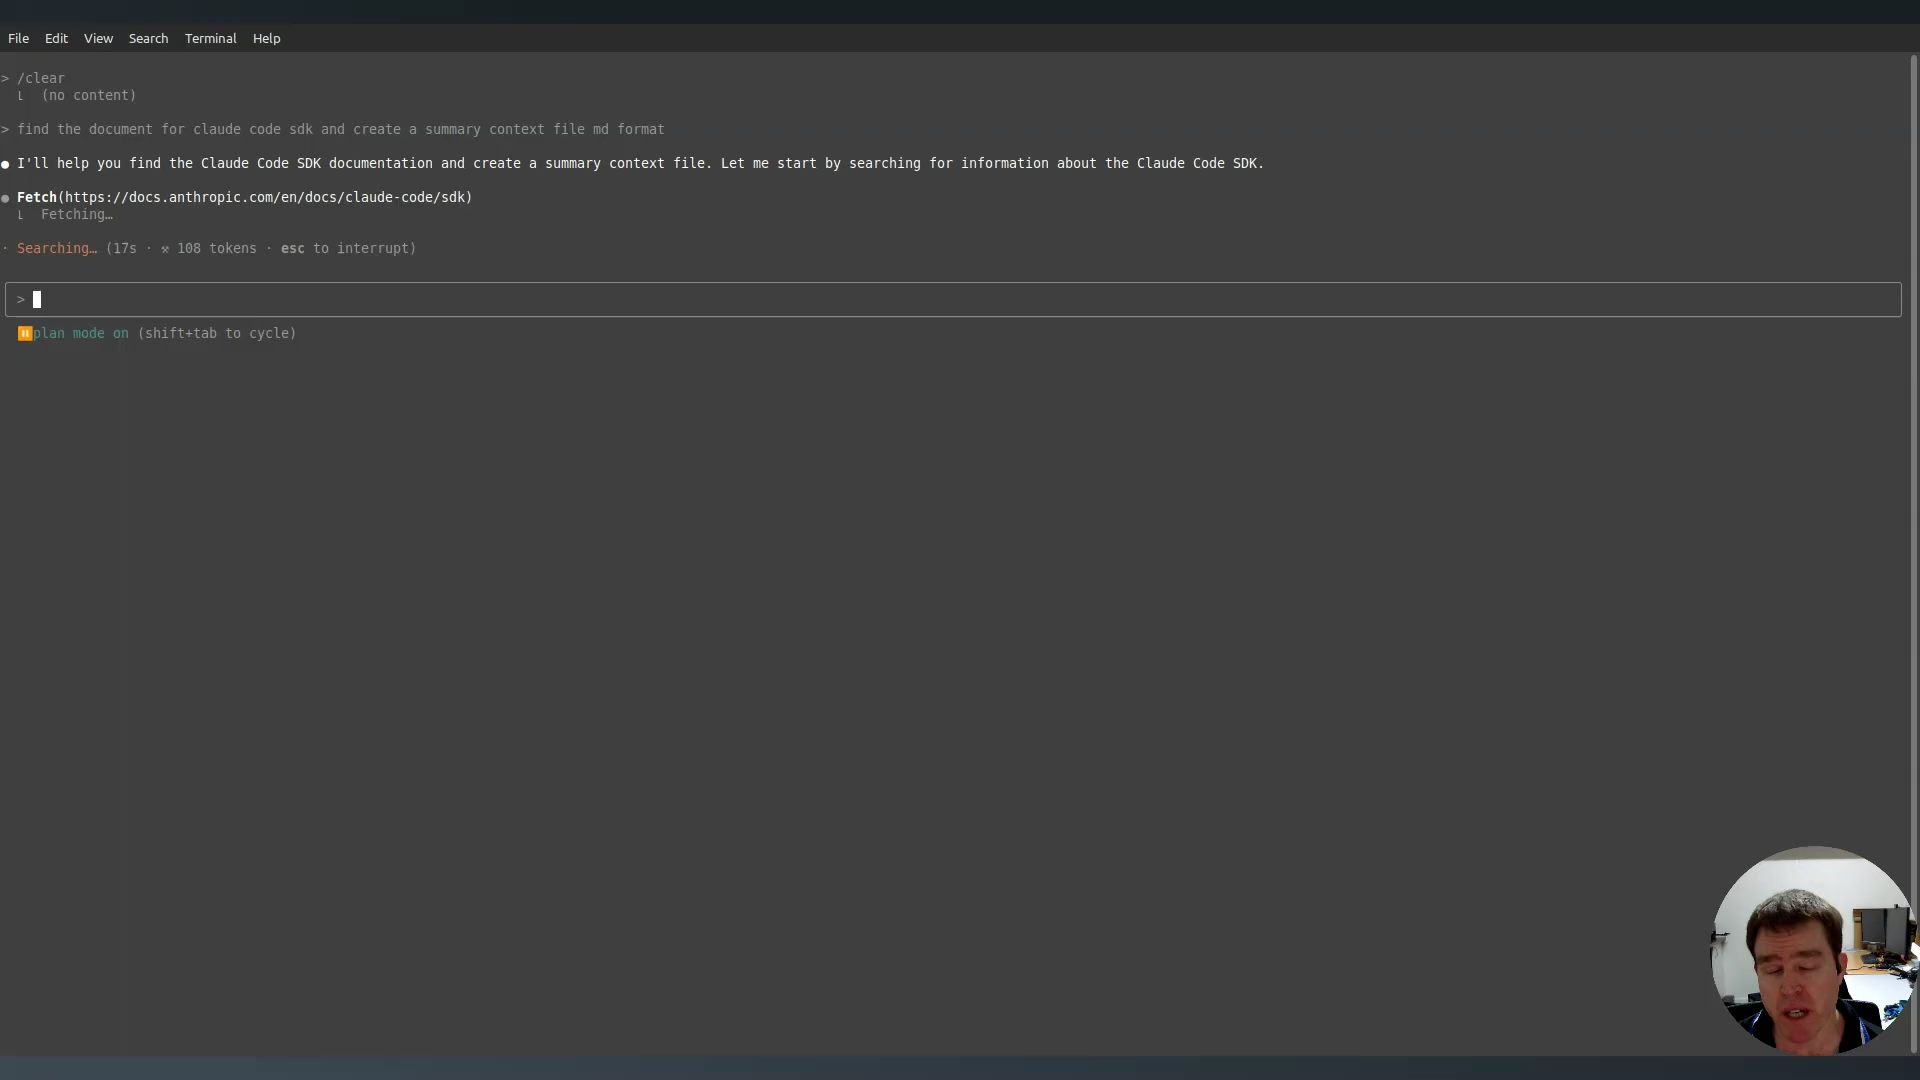 File Edit View Search Terminal Help
> /clear
⎿ (no content)
> find the document for claude code sdk and create a summary context file md format
● I'll help you find the Claude Code SDK documentation and create a summary context file. Let me start by searching for information about the Claude Code SDK.
● Fetch(https://docs.anthropic.com/en/docs/claude-code/sdk)
⎿ Fetching…
· Searching… (17s · ⚒ 108 tokens · esc to interrupt)
>
⏸plan mode on (shift+tab to cycle)